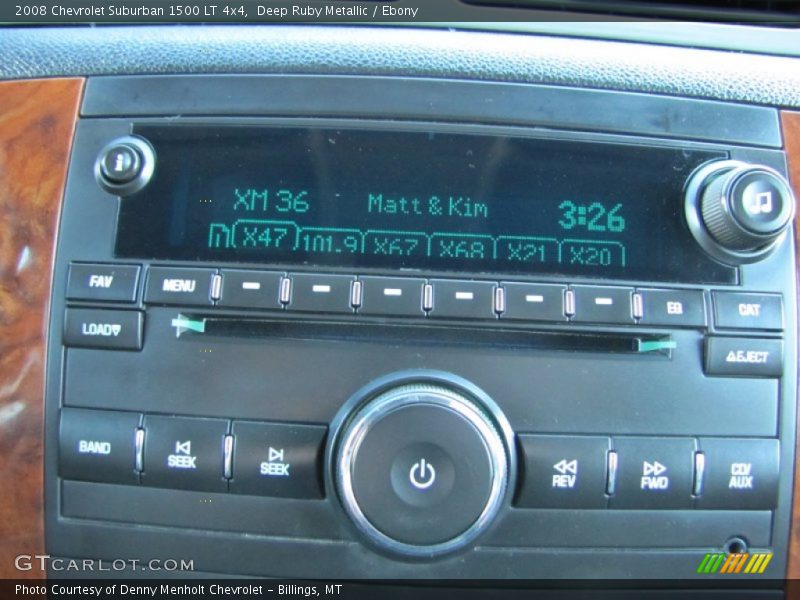 2008 Chevrolet Suburban 1500 LT 4x4, Deep Ruby Metallic / Ebony
i
XM 36 Matt & Kim 3:26
X47 101.9 X67 X68 X21 X20
FAV MENU EQ CAT
LOAD EJECT
BAND SEEK SEEK REV FWD CD/AUX
GTCARLOT.COM
Photo Courtesy of Denny Menholt Chevrolet – Billings, MT